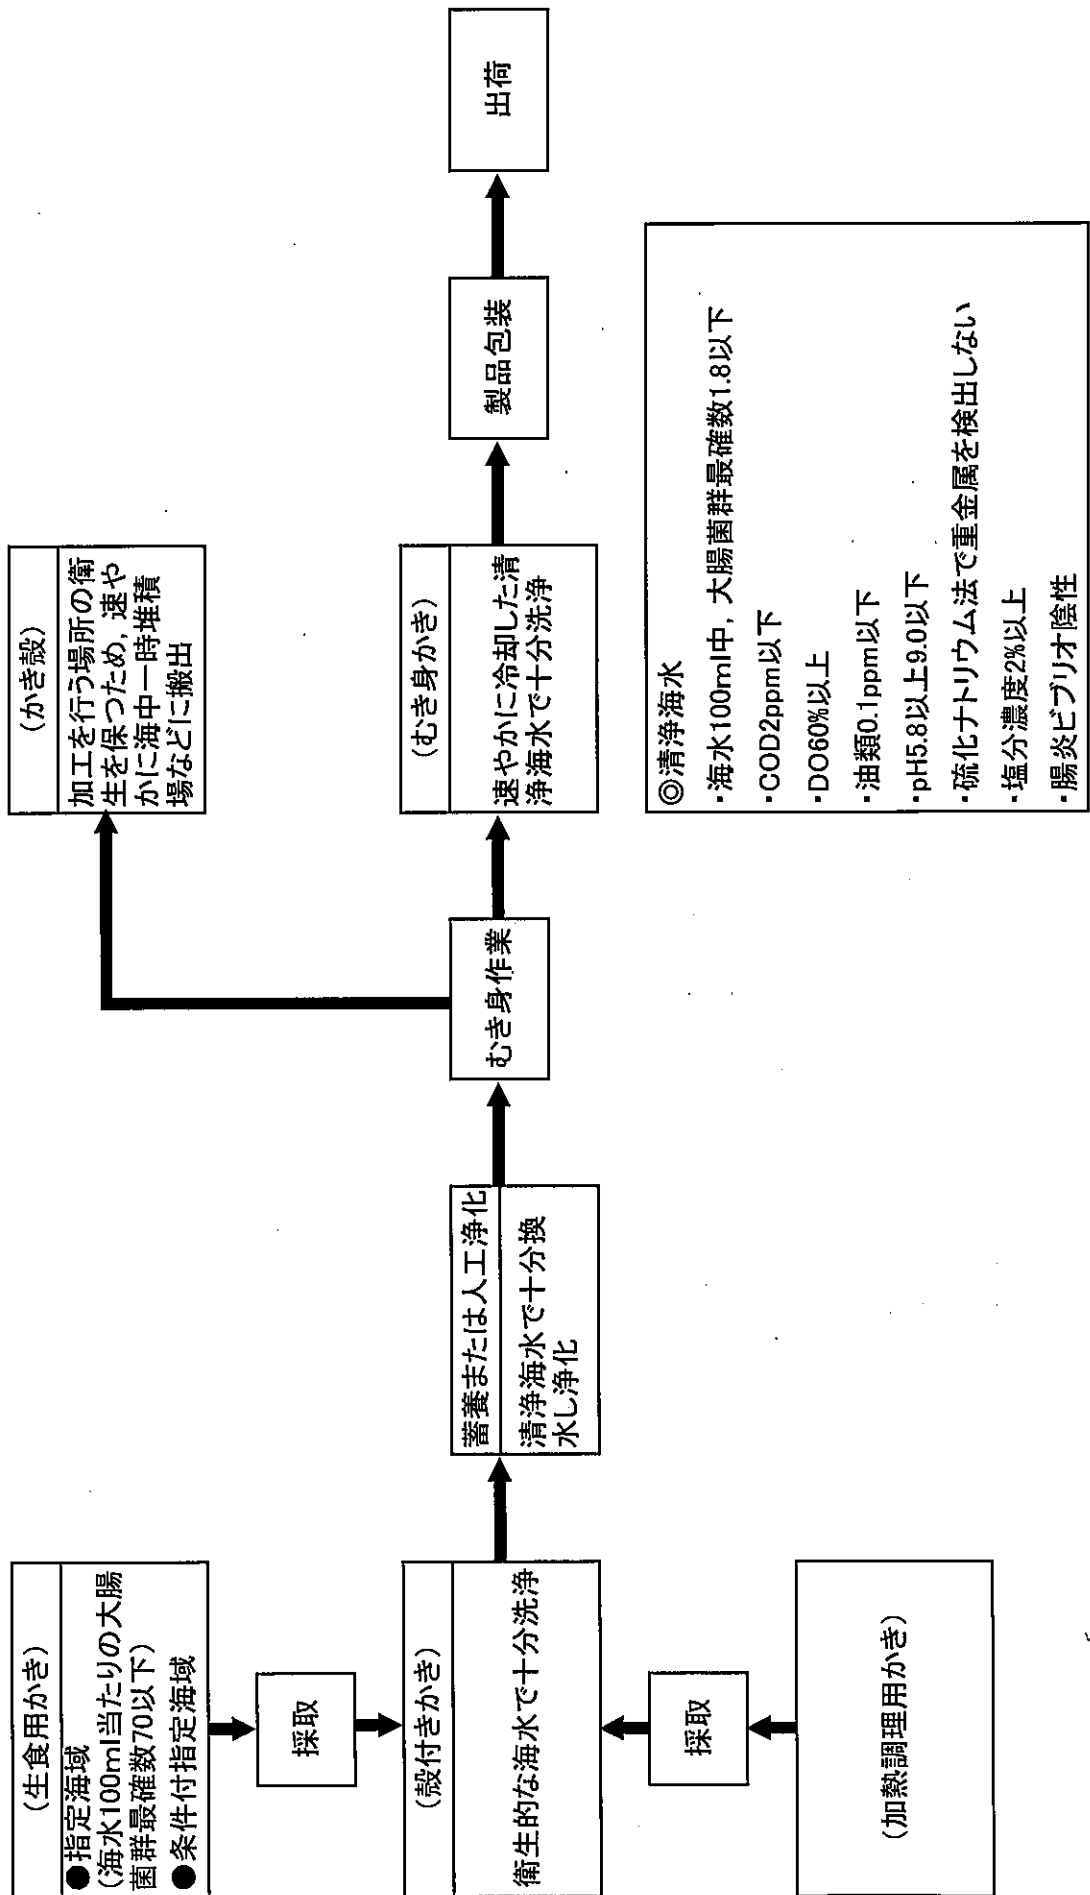 (生食用かき)
●指定海域
(海水100ml当たりの大腸
菌群最確数70以下)
●条件付指定海域
採取
(殻付きかき)
衛生的な海水で十分洗浄
採取
(加熱調理用かき)
蓄養または人工浄化
清浄海水で十分換
水し浄化
むき身作業
(かき殻)
加工を行う場所の衛
生を保つため,速や
かに海中一時堆積
場などに搬出
(むき身かき)
速やかに冷却した清
浄海水で十分洗浄
製品包装
出荷
◎清浄海水
・海水100ml中,大腸菌群最確数1.8以下
・COD2ppm以下
・DO60%以上
・油類0.1ppm以下
・pH5.8以上9.0以下
・硫化ナトリウム法で重金属を検出しない
・塩分濃度2%以上
・腸炎ビブリオ陰性